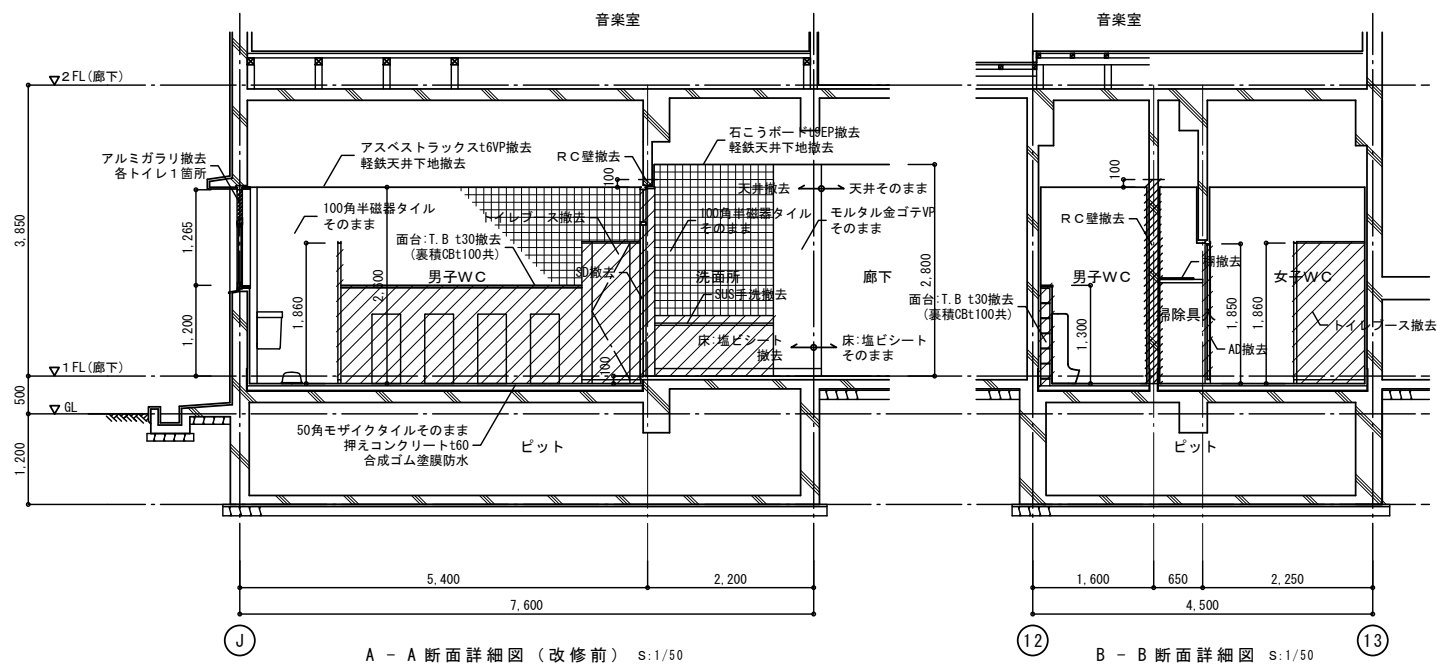 音楽室
2FL(廊下)
アルミガラリ撤去
各トイレ１箇所
アスベストラックスt6VP撤去
軽鉄天井下地撤去
RC壁撤去
石こうボードt9EP撤去
軽鉄天井下地撤去
100
天井撤去
天井そのまま
100角半磁器タイル
そのまま
トイレブース撤去
100角半磁器タイル
そのまま
モルタル金ゴテVP
そのまま
面台:T.B t30撤去
(裏積CBt100共)
男子WC
SD撤去
洗面所
廊下
SUS手洗撤去
床:塩ビシート
撤去
床:塩ビシート
そのまま
3,850
1,265
1,200
1,860
2,600
2,800
100
1FL(廊下)
500
GL
1,200
50角モザイクタイルそのまま
押えコンクリートt60
合成ゴム塗膜防水
ピット
5,400
2,200
7,600
J
A － A 断面詳細図 （改修前） S:1/50
音楽室
100
RC壁撤去
男子WC
棚撤去
女子WC
面台:T.B t30撤去
(裏積CBt100共)
1,300
1,850
1,860
トイレブース撤去
AD撤去
ピット
1,600
650
2,250
4,500
12
13
B － B 断面詳細図 S:1/50